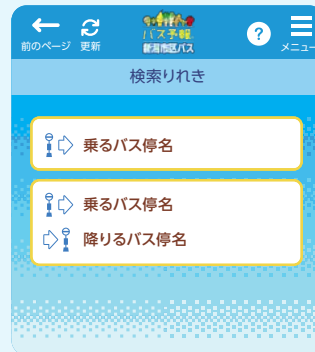 前のページ
更新
バス予報
新潟市区バス
?
メニュー
検索りれき
乗るバス停名
乗るバス停名
降りるバス停名